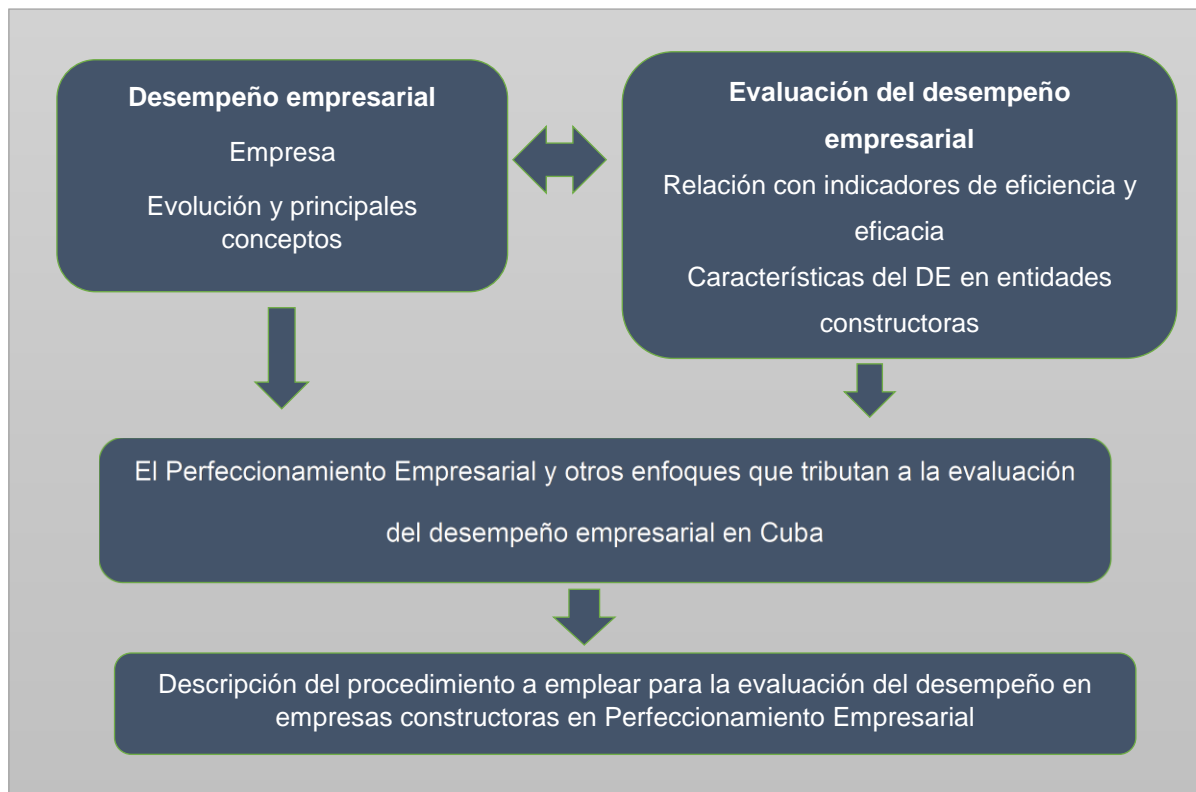 Desempeño empresarial
Empresa
Evolución y principales
conceptos
Evaluación del desempeño
empresarial
Relación con indicadores de eficiencia y
eficacia
Características del DE en entidades
constructoras
El Perfeccionamiento Empresarial y otros enfoques que tributan a la evaluación
del desempeño empresarial en Cuba
Descripción del procedimiento a emplear para la evaluación del desempeño en
empresas constructoras en Perfeccionamiento Empresarial